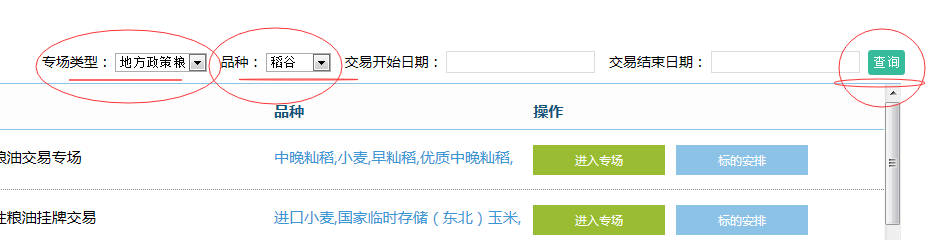 专场类型： 地方政策粮 品种： 稻谷 交易开始日期： 交易结束日期： 查询
品种 操作
粮油交易专场 中晚籼稻,小麦,早籼稻,优质中晚籼稻, 进入专场 标的安排
性粮油挂牌交易 进口小麦,国家临时存储（东北）玉米, 进入专场 标的安排